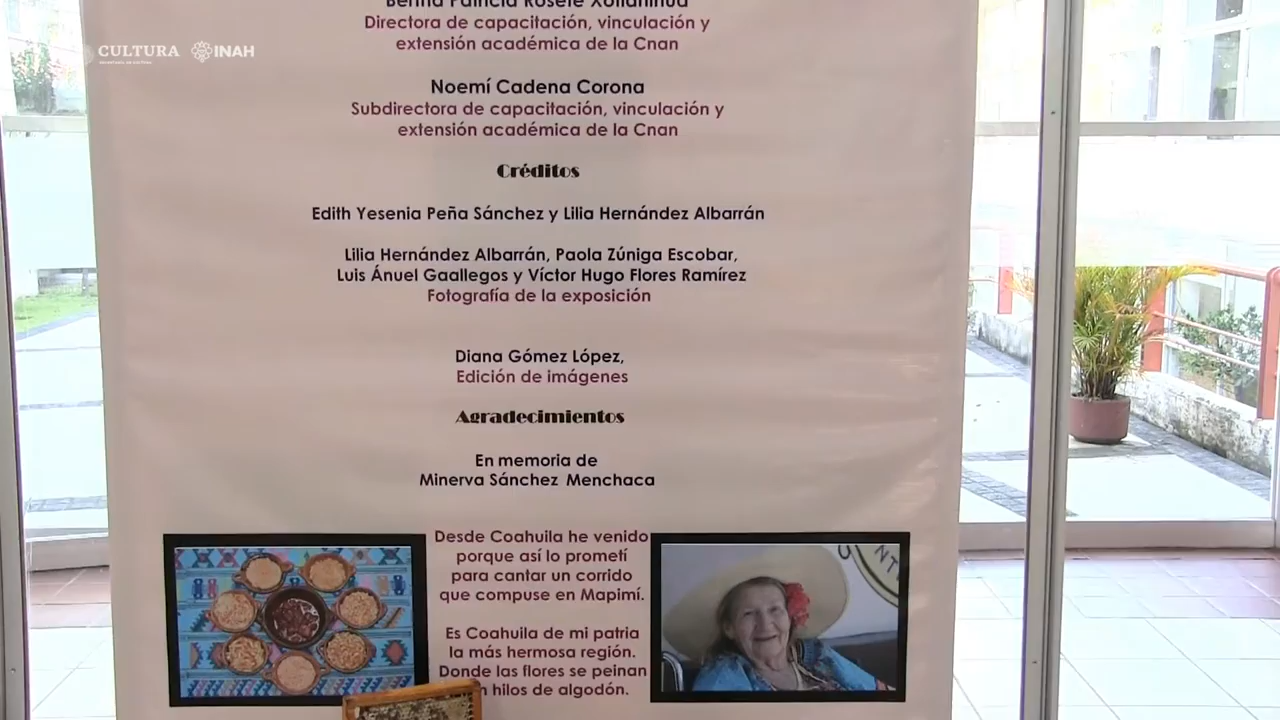 CULTURA
INAH
Bertha Patricia Rosete Xotlanihua
Directora de capacitación, vinculación y
extensión académica de la Cnan
Noemí Cadena Corona
Subdirectora de capacitación, vinculación y
extensión académica de la Cnan
Créditos
Edith Yesenia Peña Sánchez y Lilia Hernández Albarrán
Lilia Hernández Albarrán, Paola Zúniga Escobar,
Luis Ánuel Gaallegos y Víctor Hugo Flores Ramírez
Fotografía de la exposición
Diana Gómez López,
Edición de imágenes
Agradecimientos
En memoria de
Minerva Sánchez Menchaca
Desde Coahuila he venido
porque así lo prometí
para cantar un corrido
que compuse en Mapimí.
Es Coahuila de mi patria
la más hermosa región.
Donde las flores se peinan
hilos de algodón.